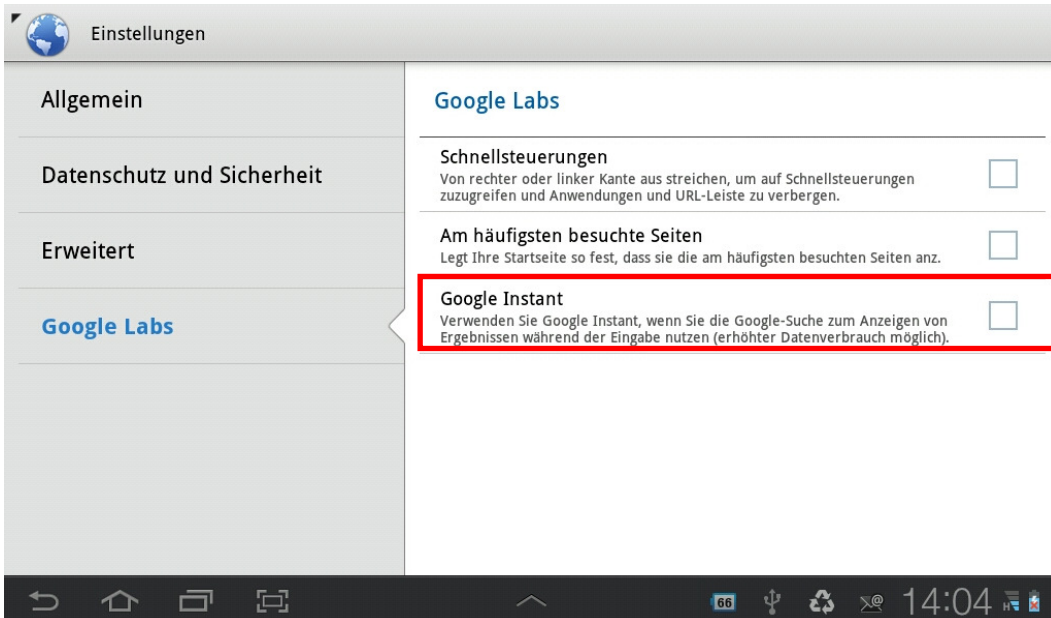 Einstellungen
Allgemein
Datenschutz und Sicherheit
Erweitert
Google Labs
Google Labs
Schnellsteuerungen
Von rechter oder linker Kante aus streichen, um auf Schnellsteuerungen
zuzugreifen und Anwendungen und URL-Leiste zu verbergen.
Am häufigsten besuchte Seiten
Legt Ihre Startseite so fest, dass sie die am häufigsten besuchten Seiten anz.
Google Instant
Verwenden Sie Google Instant, wenn Sie die Google-Suche zum Anzeigen von
Ergebnissen während der Eingabe nutzen (erhöhter Datenverbrauch möglich).
66 14:04 H